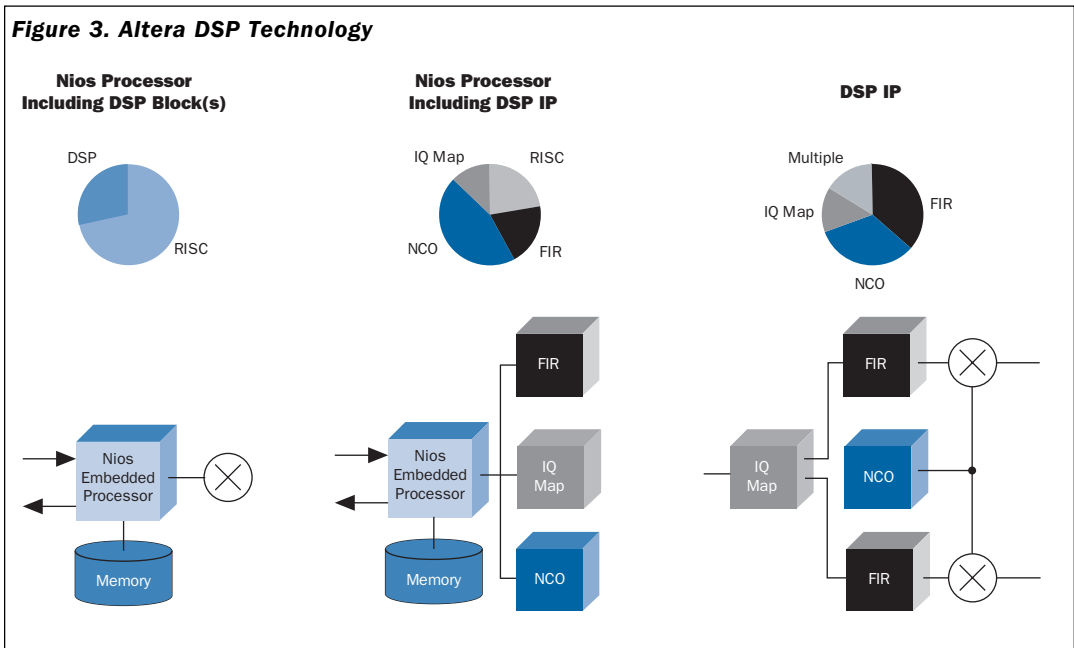 Figure 3. Altera DSP Technology
Nios Processor
Including DSP Block(s)
DSP
RISC
Nios
Embedded
Processor
Memory
Nios Processor
Including DSP IP
IQ Map
RISC
NCO
FIR
FIR
Nios
Embedded
Processor
IQ
Map
Memory
NCO
DSP IP
Multiple
FIR
IQ Map
NCO
FIR
IQ
Map
NCO
FIR